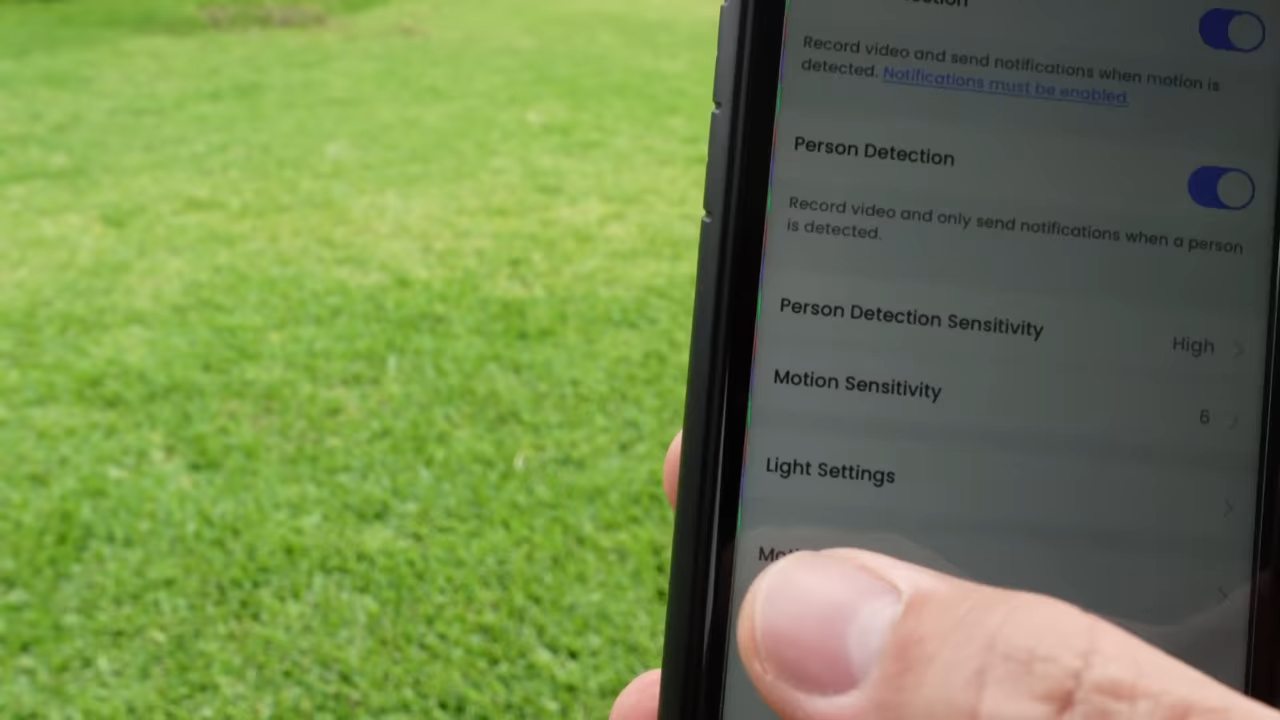 Record video and send notifications when motion is
detected. Notifications must be enabled.
Person Detection
Record video and only send notifications when a person
is detected.
Person Detection Sensitivity
High
Motion Sensitivity
6
Light Settings